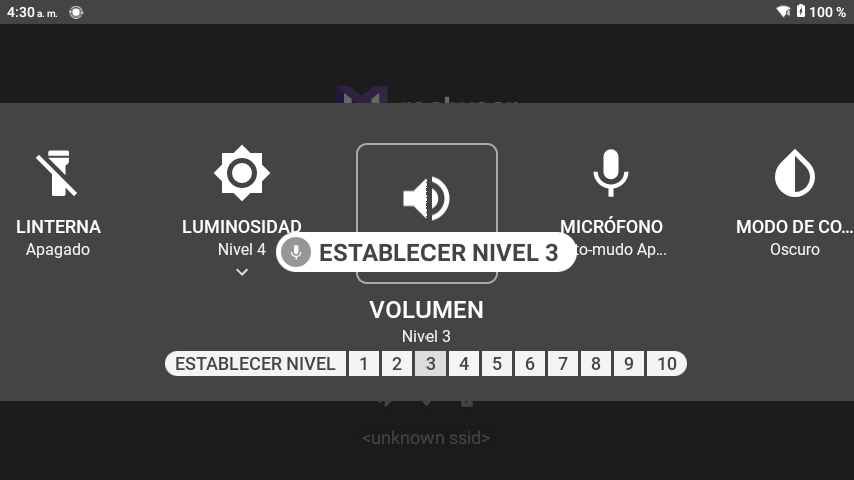 4:30 a. m.
100 %
LINTERNA
Apagado
LUMINOSIDAD
Nivel 4
MICRÓFONO
to-mudo Ap...
MODO DE CO...
Oscuro
ESTABLECER NIVEL 3
VOLUMEN
Nivel 3
ESTABLECER NIVEL 1 2 3 4 5 6 7 8 9 10
<unknown ssid>